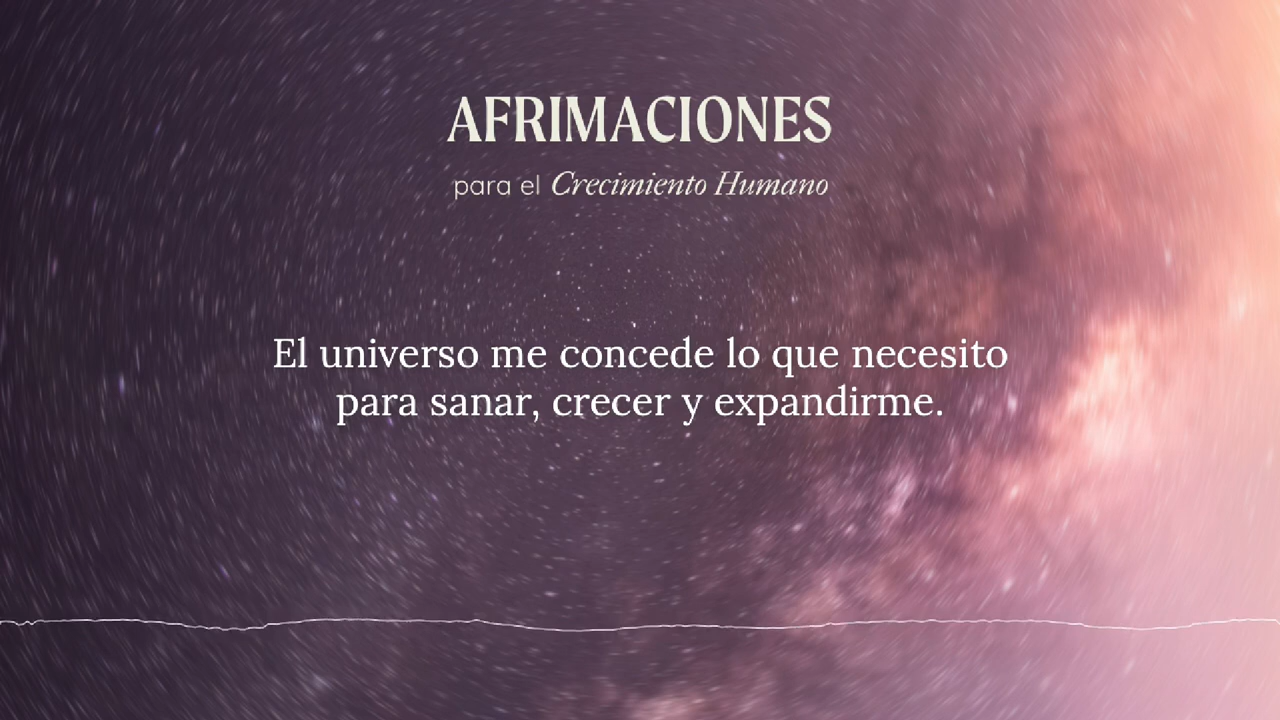 AFRIMACIONES
para el Crecimiento Humano
El universo me concede lo que necesito
para sanar, crecer y expandirme.